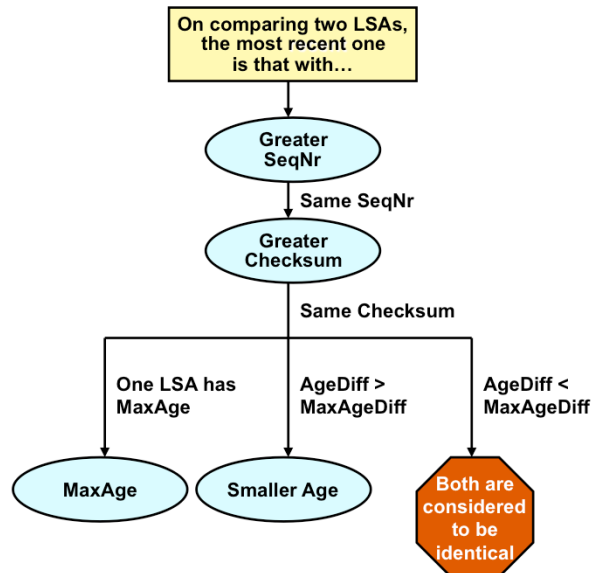 On comparing two LSAs,
the most recent one
is that with…
Greater
SeqNr
Same SeqNr
Greater
Checksum
Same Checksum
One LSA has
MaxAge
AgeDiff >
MaxAgeDiff
AgeDiff <
MaxAgeDiff
MaxAge
Smaller Age
Both are
considered
to be
identical